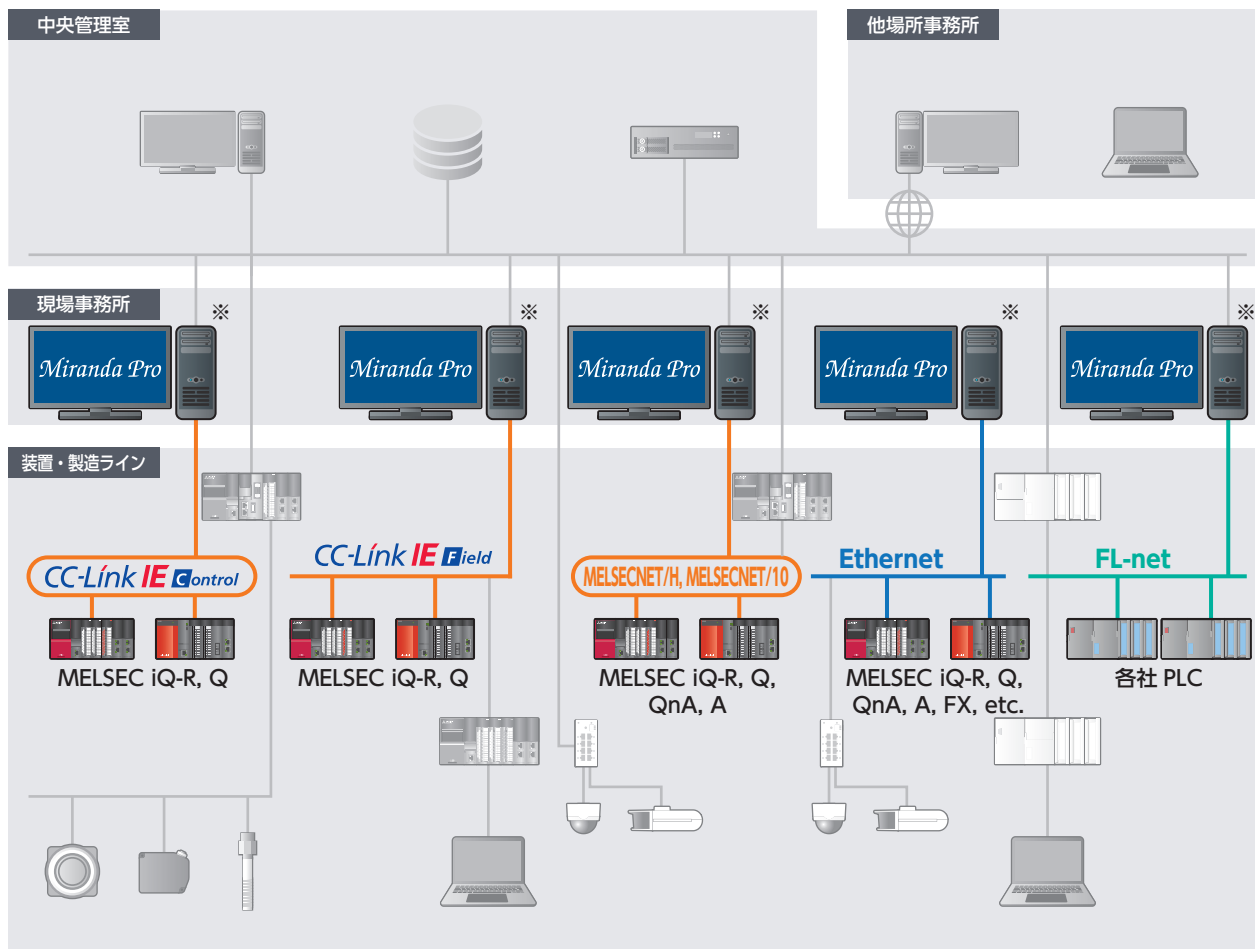 中央管理室
他場所事務所
現場事務所
※
※
※
※
※
Miranda Pro
Miranda Pro
Miranda Pro
Miranda Pro
Miranda Pro
装置・製造ライン
CC-Link IE Control
CC-Link IE Field
MELSECNET/H, MELSECNET/10
Ethernet
FL-net
MELSEC iQ-R, Q
MELSEC iQ-R, Q
MELSEC iQ-R, Q,
QnA, A
MELSEC iQ-R, Q,
QnA, A, FX, etc.
各社 PLC